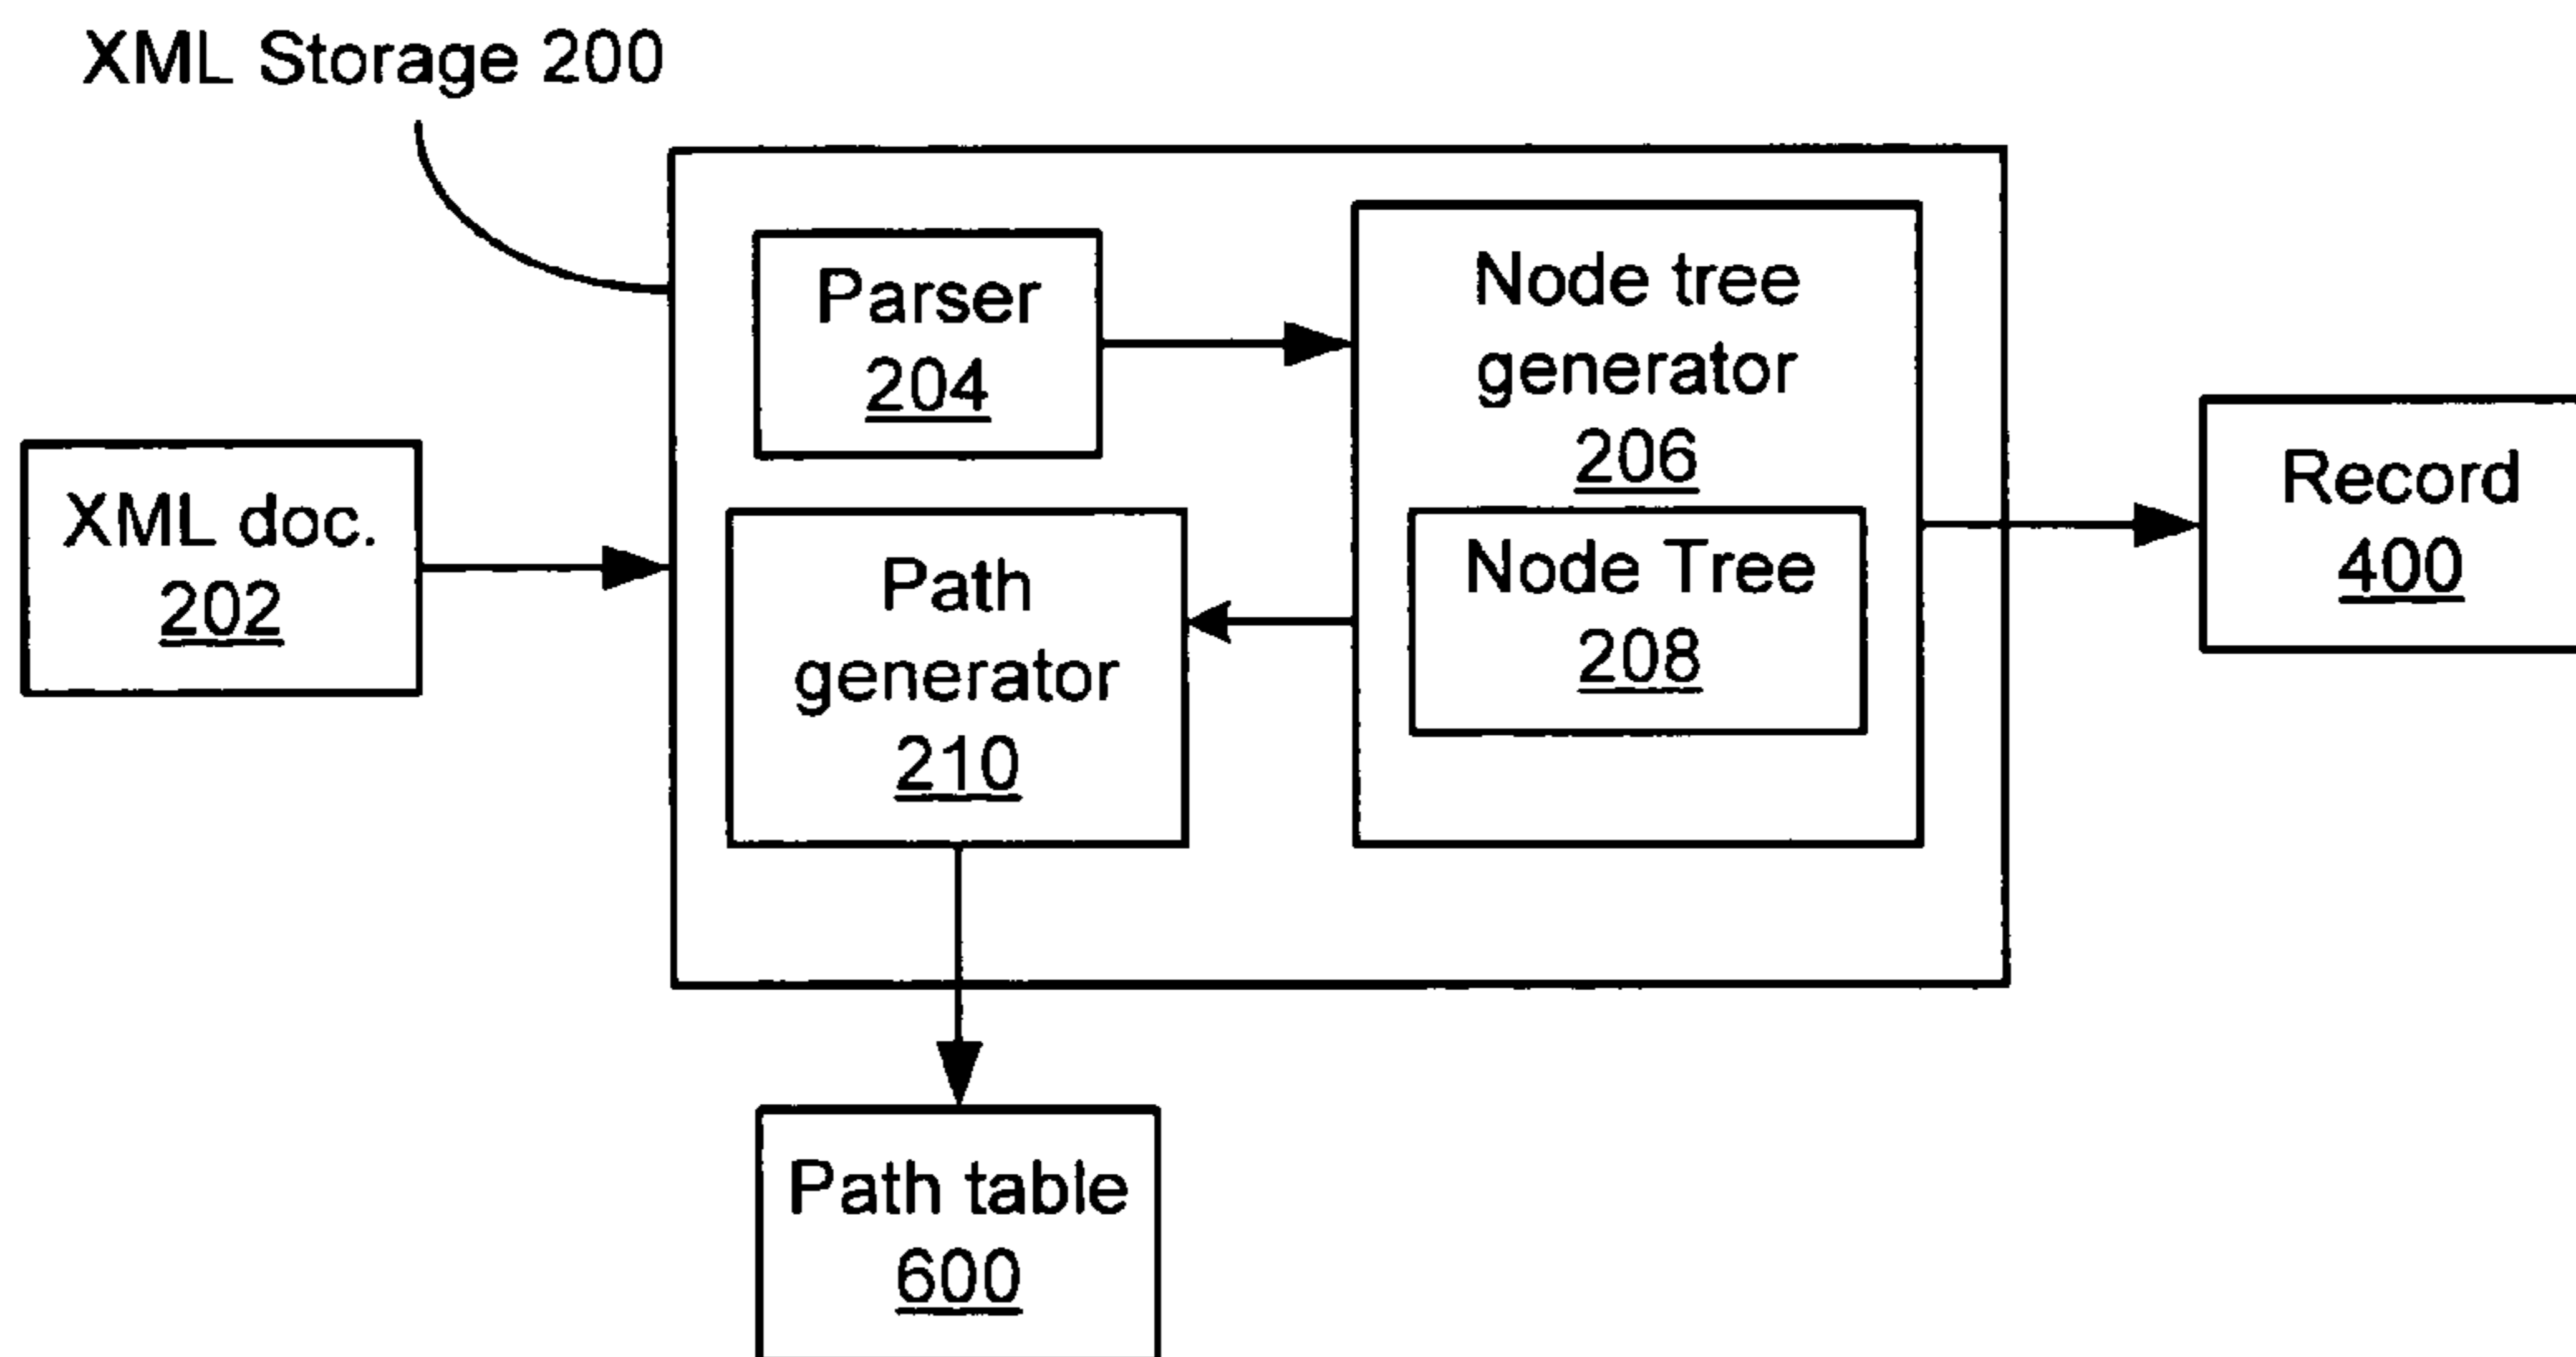 XML Storage 200
Parser
204
Node tree
generator
206
Node Tree
208
XML doc.
202
Path
generator
210
Record
400
Path table
600